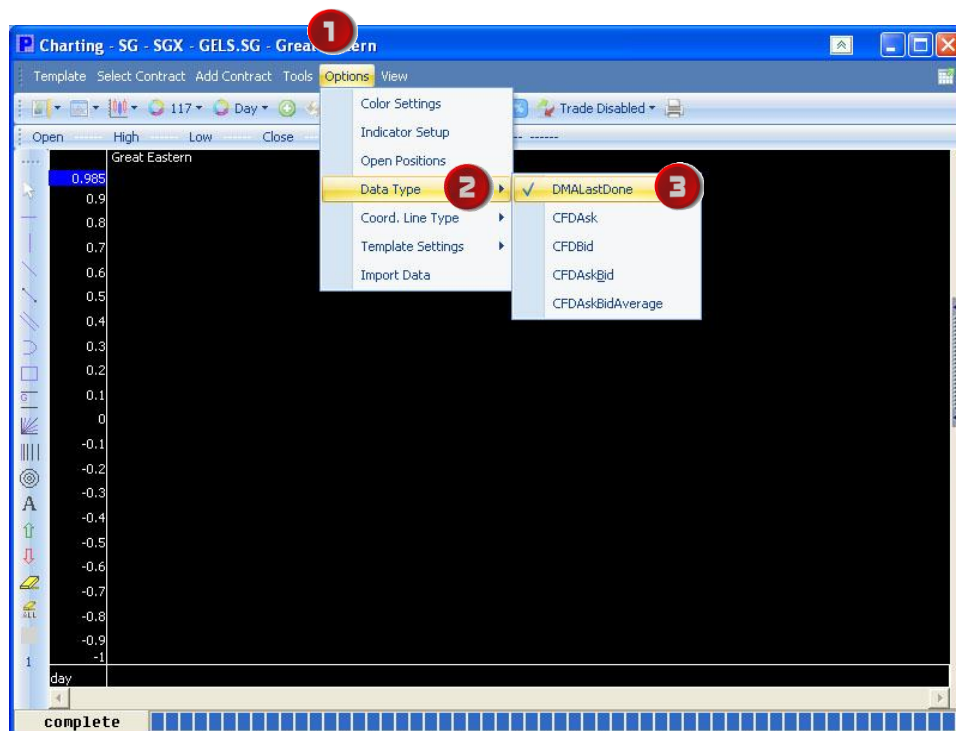 Charting - SG - SGX - GELS.SG - Great Eastern
1
Template Select Contract Add Contract Tools Options View
117 Day Trade Disabled
Open ------ High ------ Low ------ Close ------
Great Eastern
Color Settings
Indicator Setup
Open Positions
Data Type 2
Coord. Line Type
Template Settings
Import Data
DMALastDone 3
CFDAsk
CFDBid
CFDAskBid
CFDAskBidAverage
0.985
0.9
0.8
0.7
0.6
0.5
0.4
0.3
0.2
0.1
0
-0.1
-0.2
-0.3
-0.4
-0.5
-0.6
-0.7
-0.8
-0.9
-1
G
A
ALL
1
day
complete